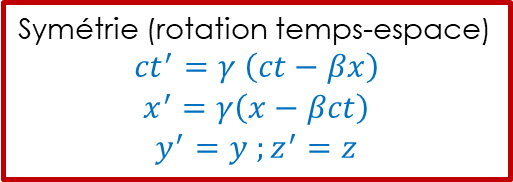 Symétrie (rotation temps-espace)
𝑐𝑡′ = 𝛾 (𝑐𝑡 − 𝛽𝑥)
𝑥′ = 𝛾(𝑥 − 𝛽𝑐𝑡)
𝑦′ = 𝑦 ; 𝑧′ = 𝑧